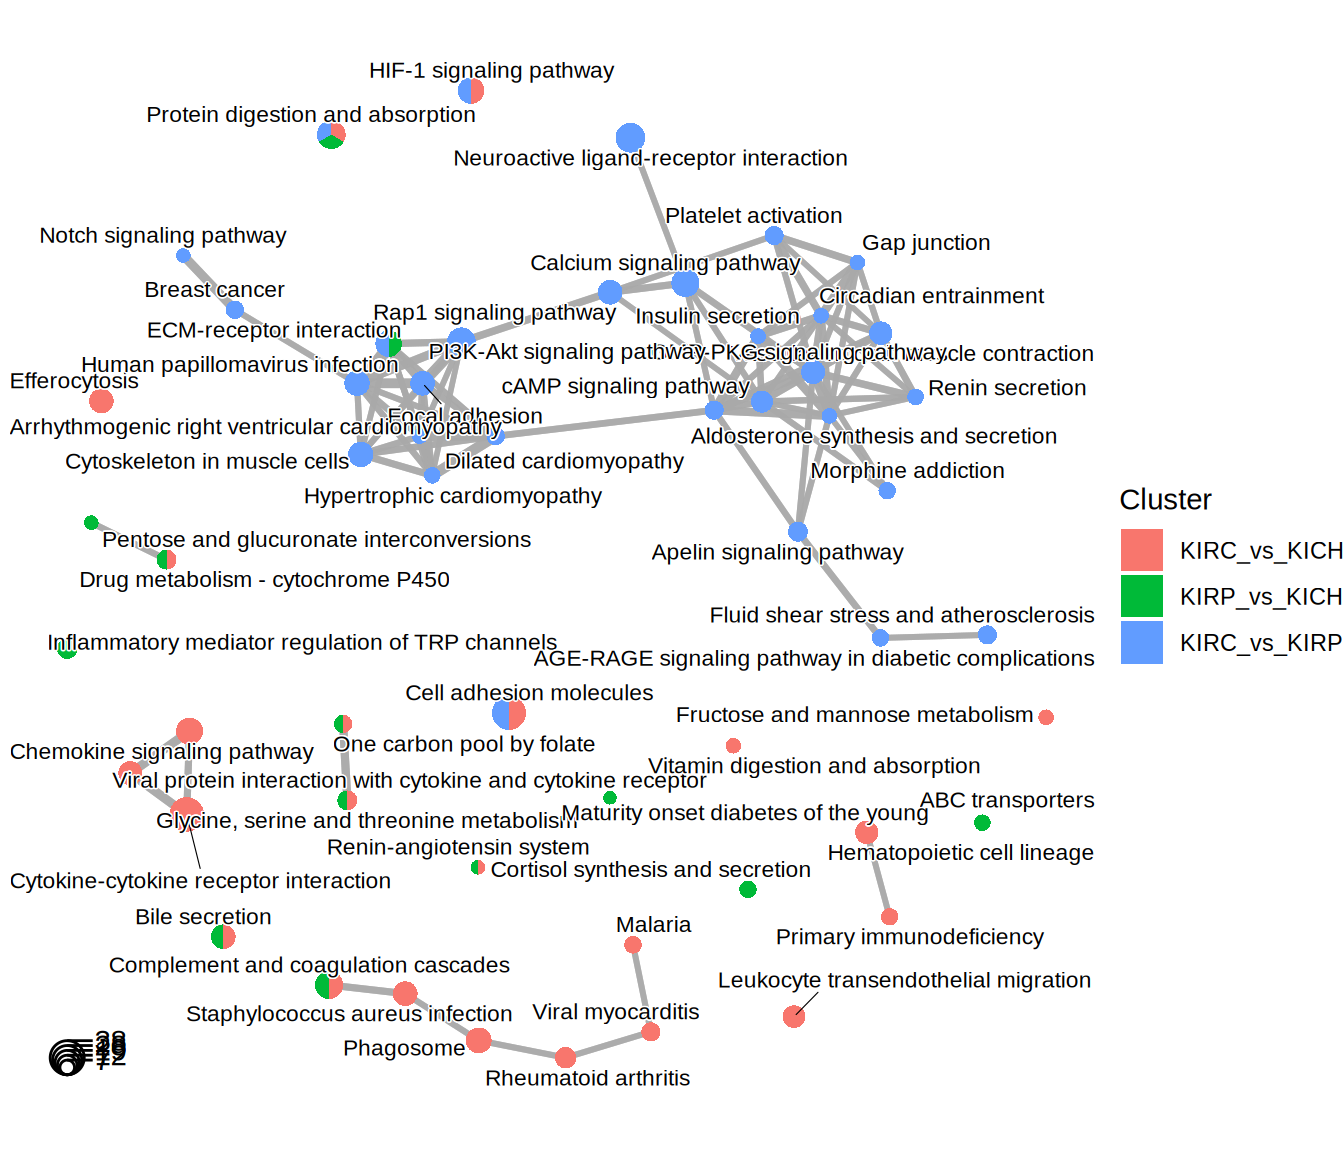 HIF-1 signaling pathway
Protein digestion and absorption
Neuroactive ligand-receptor interaction
Platelet activation
Notch signaling pathway
Gap junction
Calcium signaling pathway
Breast cancer
Circadian entrainment
Rap1 signaling pathway
Insulin secretion
ECM-receptor interaction
PI3K-Akt signaling pathway
-PKG signaling pathway
contraction
Human papillomavirus infection
Efferocytosis
cAMP signaling pathway
Renin secretion
Focal adhesion
Arrhythmogenic right ventricular cardiomyopathy
Aldosterone synthesis and secretion
Cytoskeleton in muscle cells
Dilated cardiomyopathy
Morphine addiction
Hypertrophic cardiomyopathy
Cluster
Pentose and glucuronate interconversions
Apelin signaling pathway
KIRC_vs_KICH
Drug metabolism - cytochrome P450
KIRP_vs_KICH
Fluid shear stress and atherosclerosis
Inflammatory mediator regulation of TRP channels
KIRC_vs_KIRP
AGE-RAGE signaling pathway in diabetic complications
Cell adhesion molecules
Fructose and mannose metabolism
Chemokine signaling pathway
One carbon pool by folate
Vitamin digestion and absorption
Viral protein interaction with cytokine and cytokine receptor
ABC transporters
Maturity onset diabetes of the young
Glycine, serine and threonine metabolism
Renin-angiotensin system
Hematopoietic cell lineage
Cortisol synthesis and secretion
Cytokine-cytokine receptor interaction
Bile secretion
Malaria
Primary immunodeficiency
Complement and coagulation cascades
Leukocyte transendothelial migration
Staphylococcus aureus infection
Viral myocarditis
Phagosome
Rheumatoid arthritis